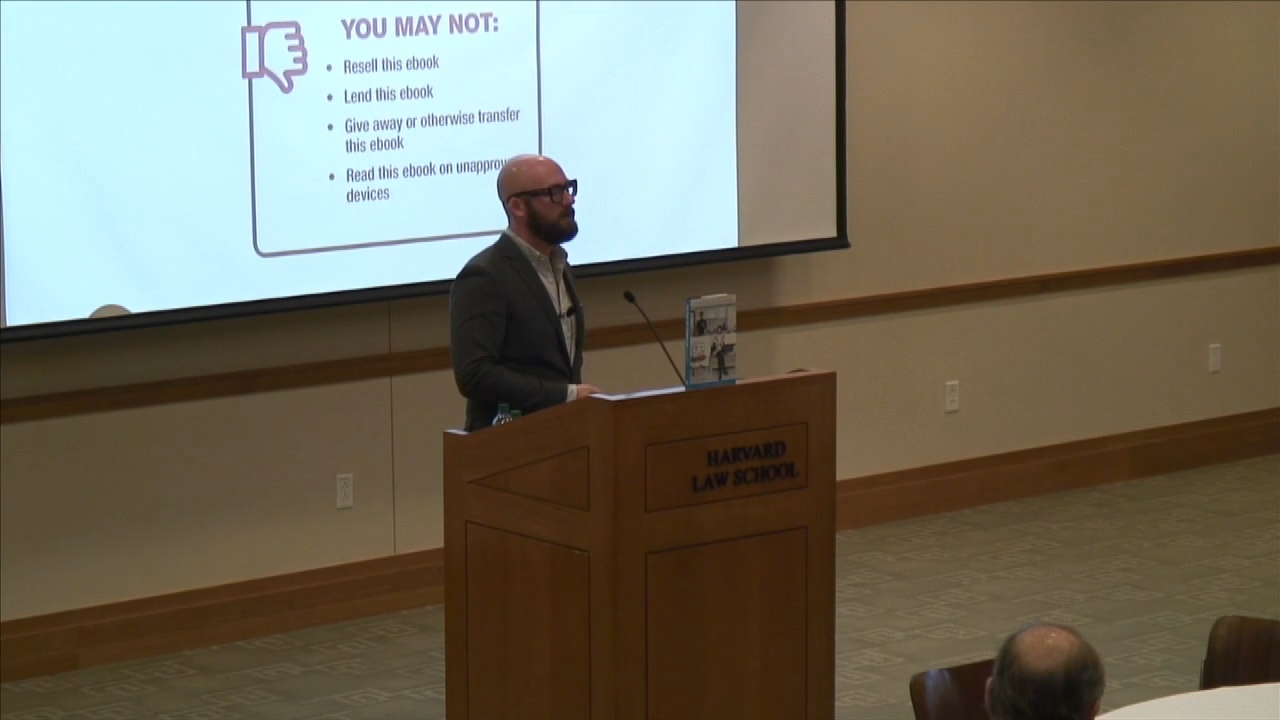 YOU MAY NOT:
• Resell this ebook
• Lend this ebook
• Give away or otherwise transfer
this ebook
• Read this ebook on unapprov
devices
HARVARD
LAW SCHOOL